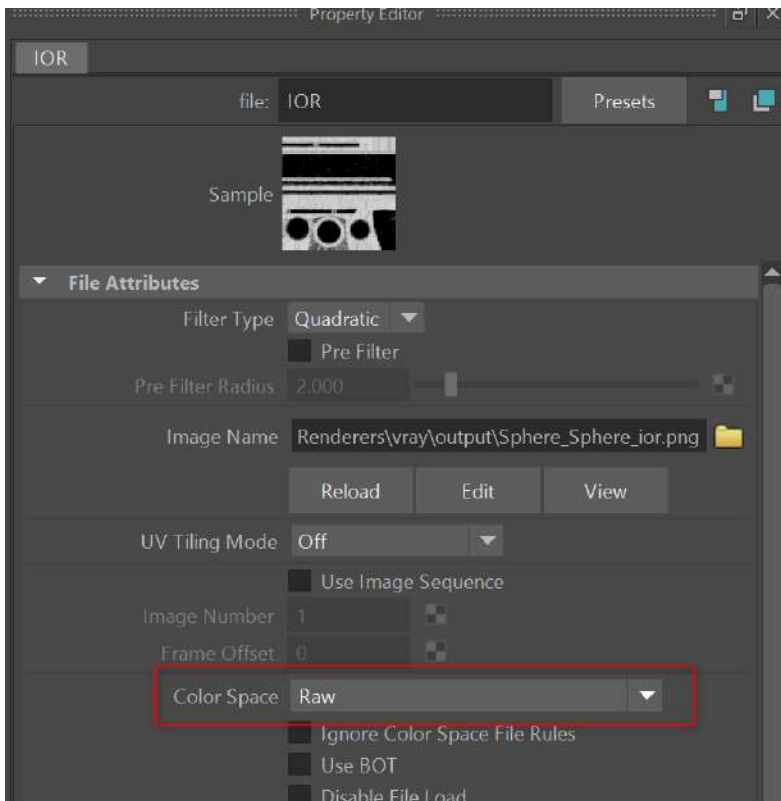 Property Editor
IOR
file: IOR Presets
Sample
File Attributes
Filter Type Quadratic
Pre Filter
Pre Filter Radius 2.000
Image Name Renderers\vray\output\Sphere_Sphere_ior.png
Reload Edit View
UV Tiling Mode Off
Use Image Sequence
Image Number 1
Frame Offset 0
Color Space Raw
Ignore Color Space File Rules
Use BOT
Disable File Load